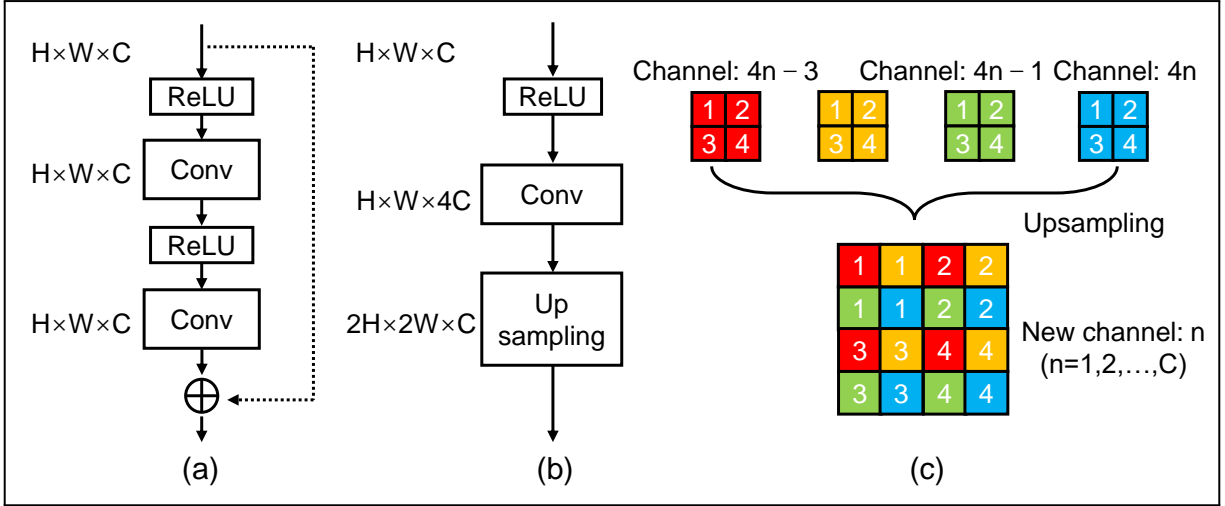 H×W×C
ReLU
H×W×C
Conv
ReLU
H×W×C
Conv
(a)
H×W×C
ReLU
H×W×4C
Conv
2H×2W×C
Up
sampling
(b)
Channel: 4n − 3
Channel: 4n − 1
Channel: 4n
1 2 1 2 1 2 1 2
3 4 3 4 3 4 3 4
Upsampling
1 1 2 2
1 1 2 2
3 3 4 4
3 3 4 4
New channel: n
(n=1,2,…,C)
(c)